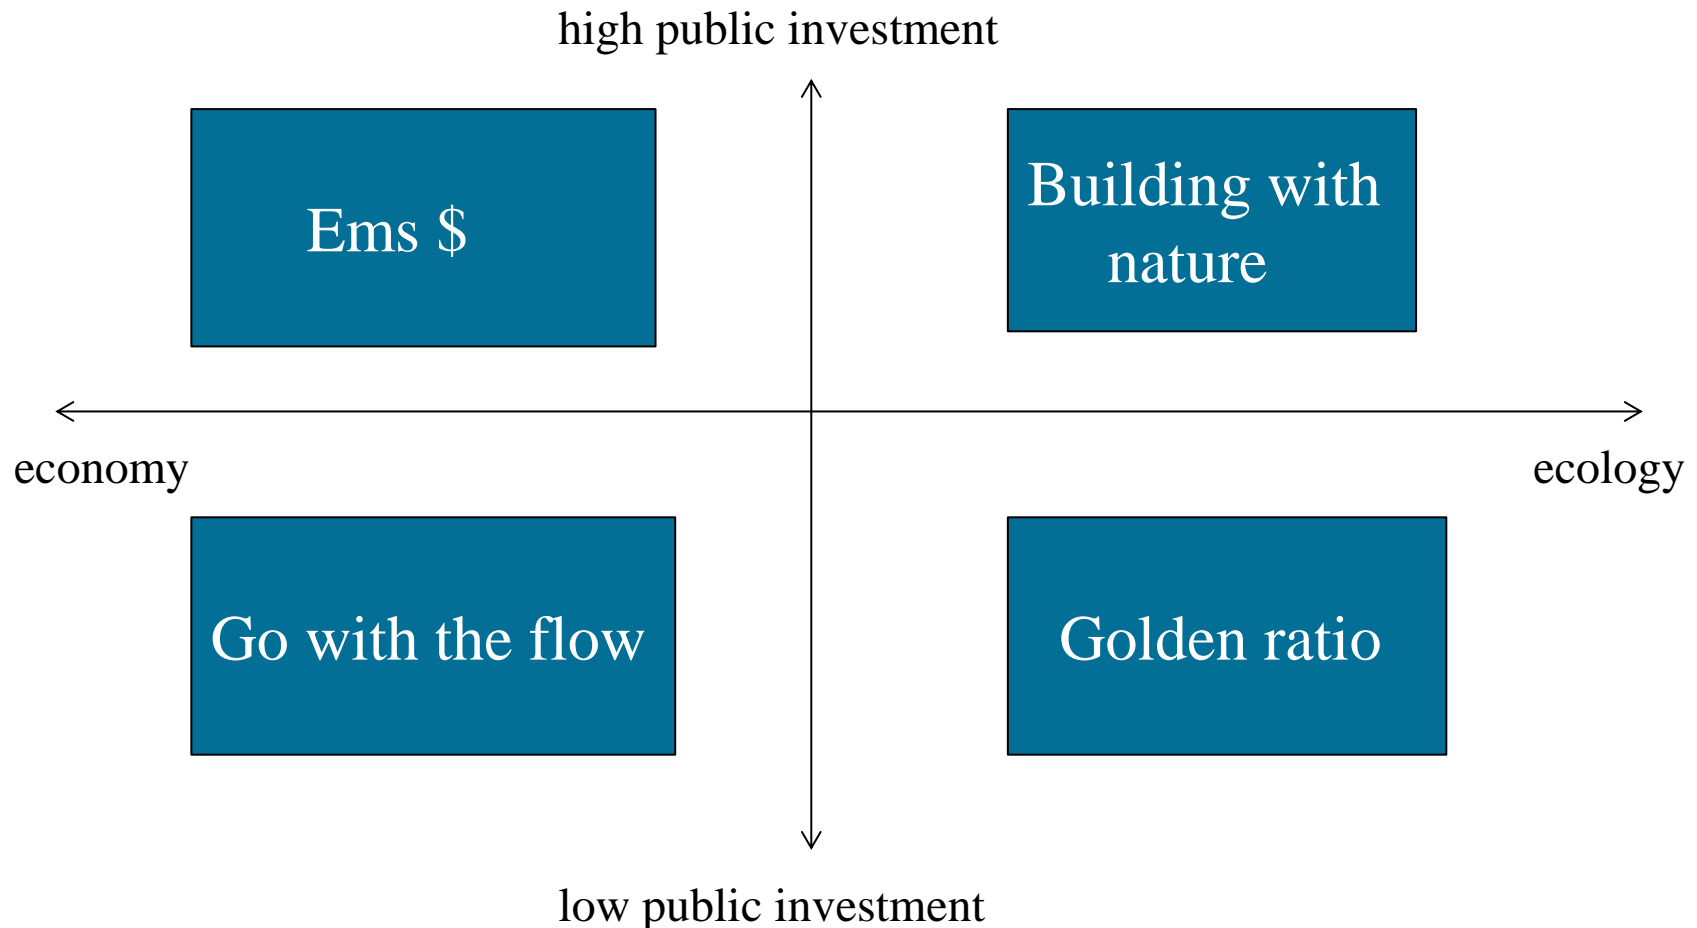 high public investment
Ems $
Building with
nature
economy
ecology
Go with the flow
Golden ratio
low public investment